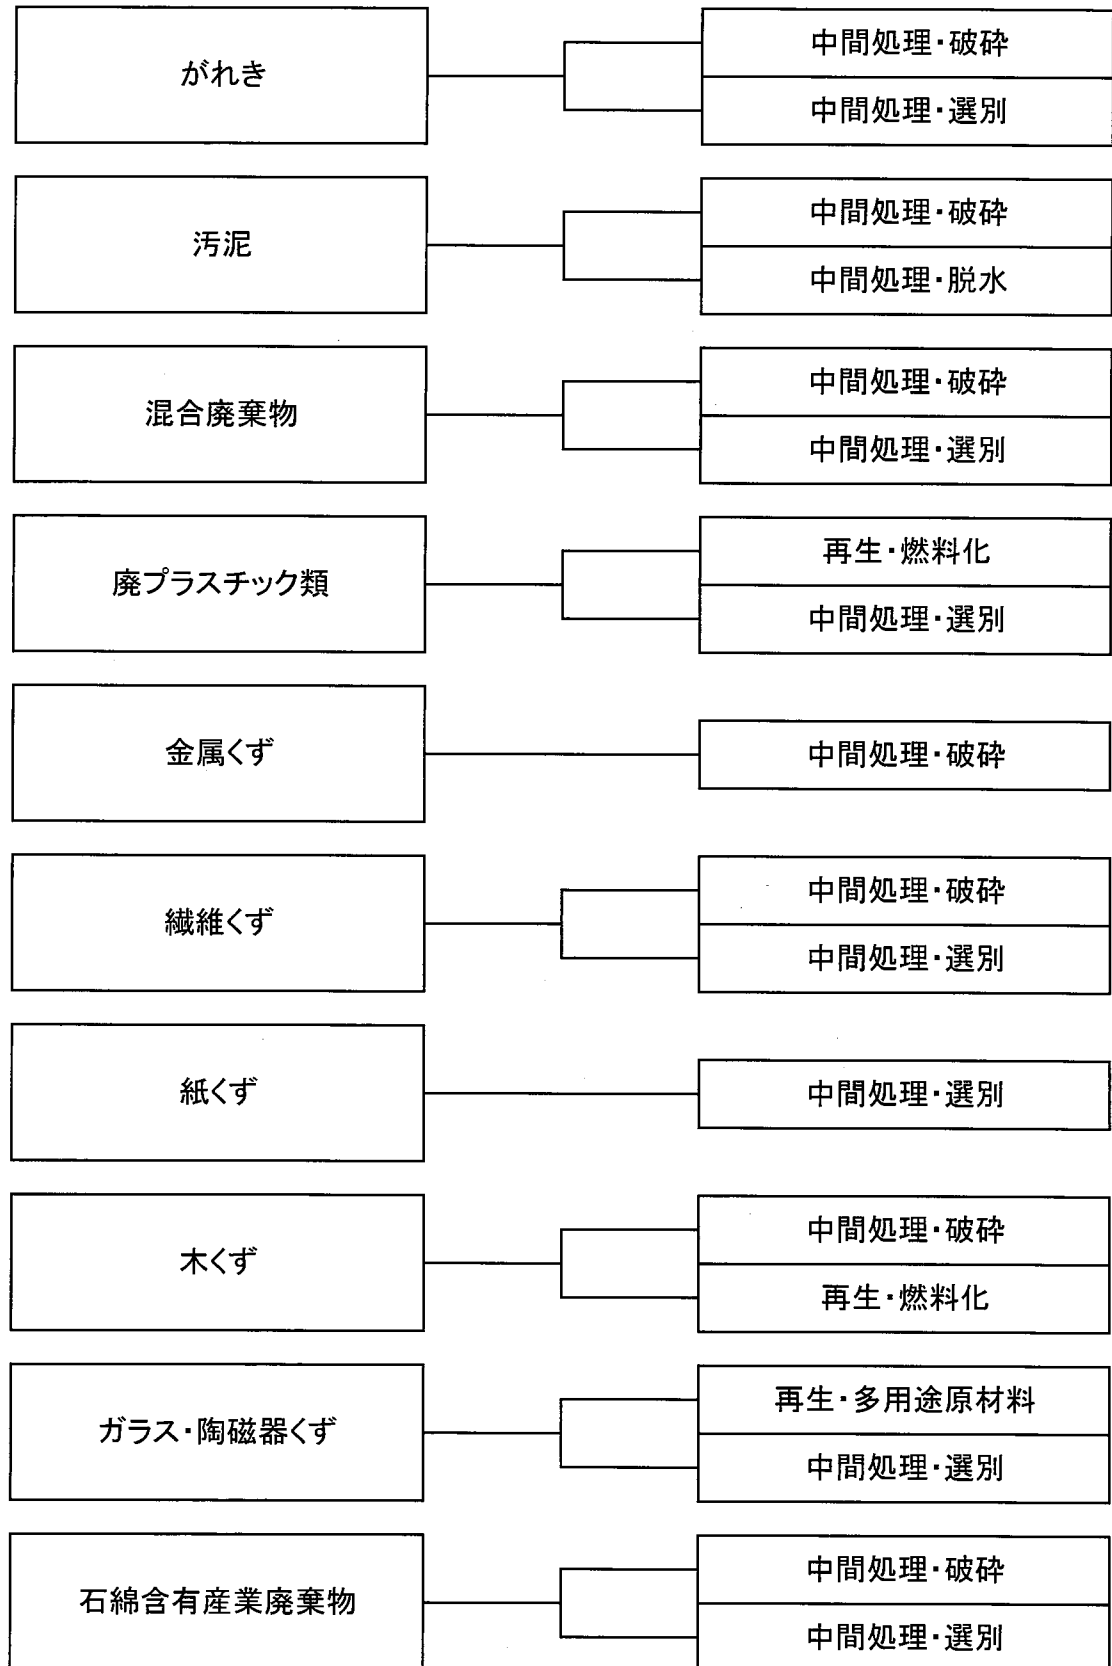 がれき
中間処理・破砕
中間処理・選別
汚泥
中間処理・破砕
中間処理・脱水
混合廃棄物
中間処理・破砕
中間処理・選別
廃プラスチック類
再生・燃料化
中間処理・選別
金属くず
中間処理・破砕
繊維くず
中間処理・破砕
中間処理・選別
紙くず
中間処理・選別
木くず
中間処理・破砕
再生・燃料化
ガラス・陶磁器くず
再生・多用途原材料
中間処理・選別
石綿含有産業廃棄物
中間処理・破砕
中間処理・選別